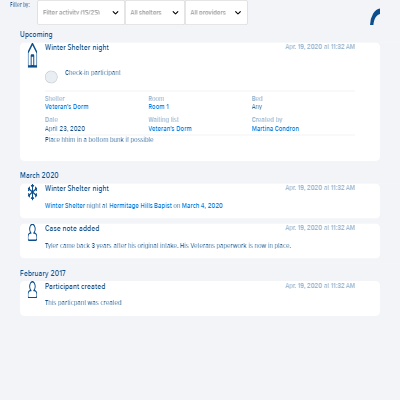 Filter by:
Filter activity (15/25) All shelters All providers
Upcoming
Winter Shelter night Apr. 19, 2020 at 11:32 AM
Check-in participant
Shelter Room Bed
Veteran's Dorm Room 1 Any
Date Waiting list Created by
April 23, 2020 Veteran's Dorm Martina Condron
Place hhim in a bottom bunk if possible
March 2020
Winter Shelter night Apr. 19, 2020 at 11:32 AM
Winter Shelter night at Hermitage Hills Bapist on March 4, 2020
Case note added Apr. 19, 2020 at 11:32 AM
Tyler came back 3 years after his original intake. His Veterans paperwork is now in place.
February 2017
Participant created Apr. 19, 2020 at 11:32 AM
This particpant was created